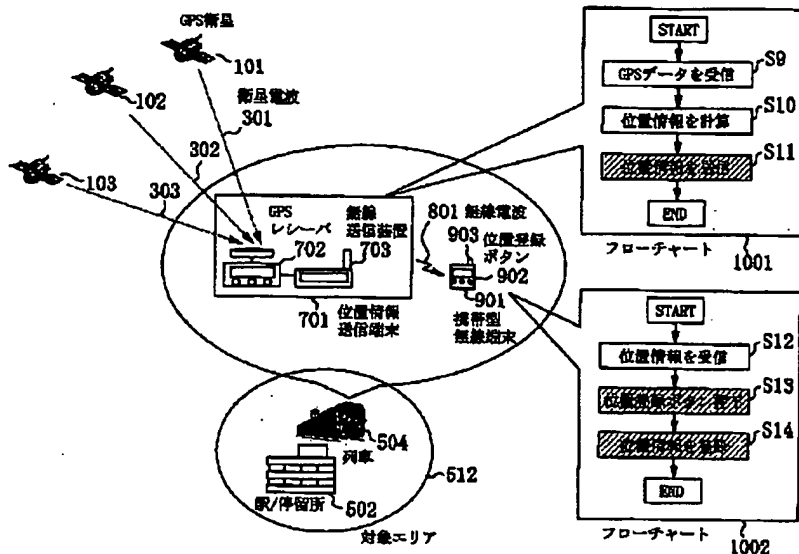 GPS衛星
101
102
衛星電波
301
302
103
303
GPS
レシーバ
無線
送信装置
702
703
701
位置情報
送信端末
801 無線電波
903 位置登録
ボタン
902
901
携帯型
無線端末
504
列車
502
駅/停留所
512
対象エリア
START
S9
GPSデータを受信
S10
位置情報を計算
S11
END
フローチャート
1001
START
S12
位置情報を受信
S13
S14
END
フローチャート
1002